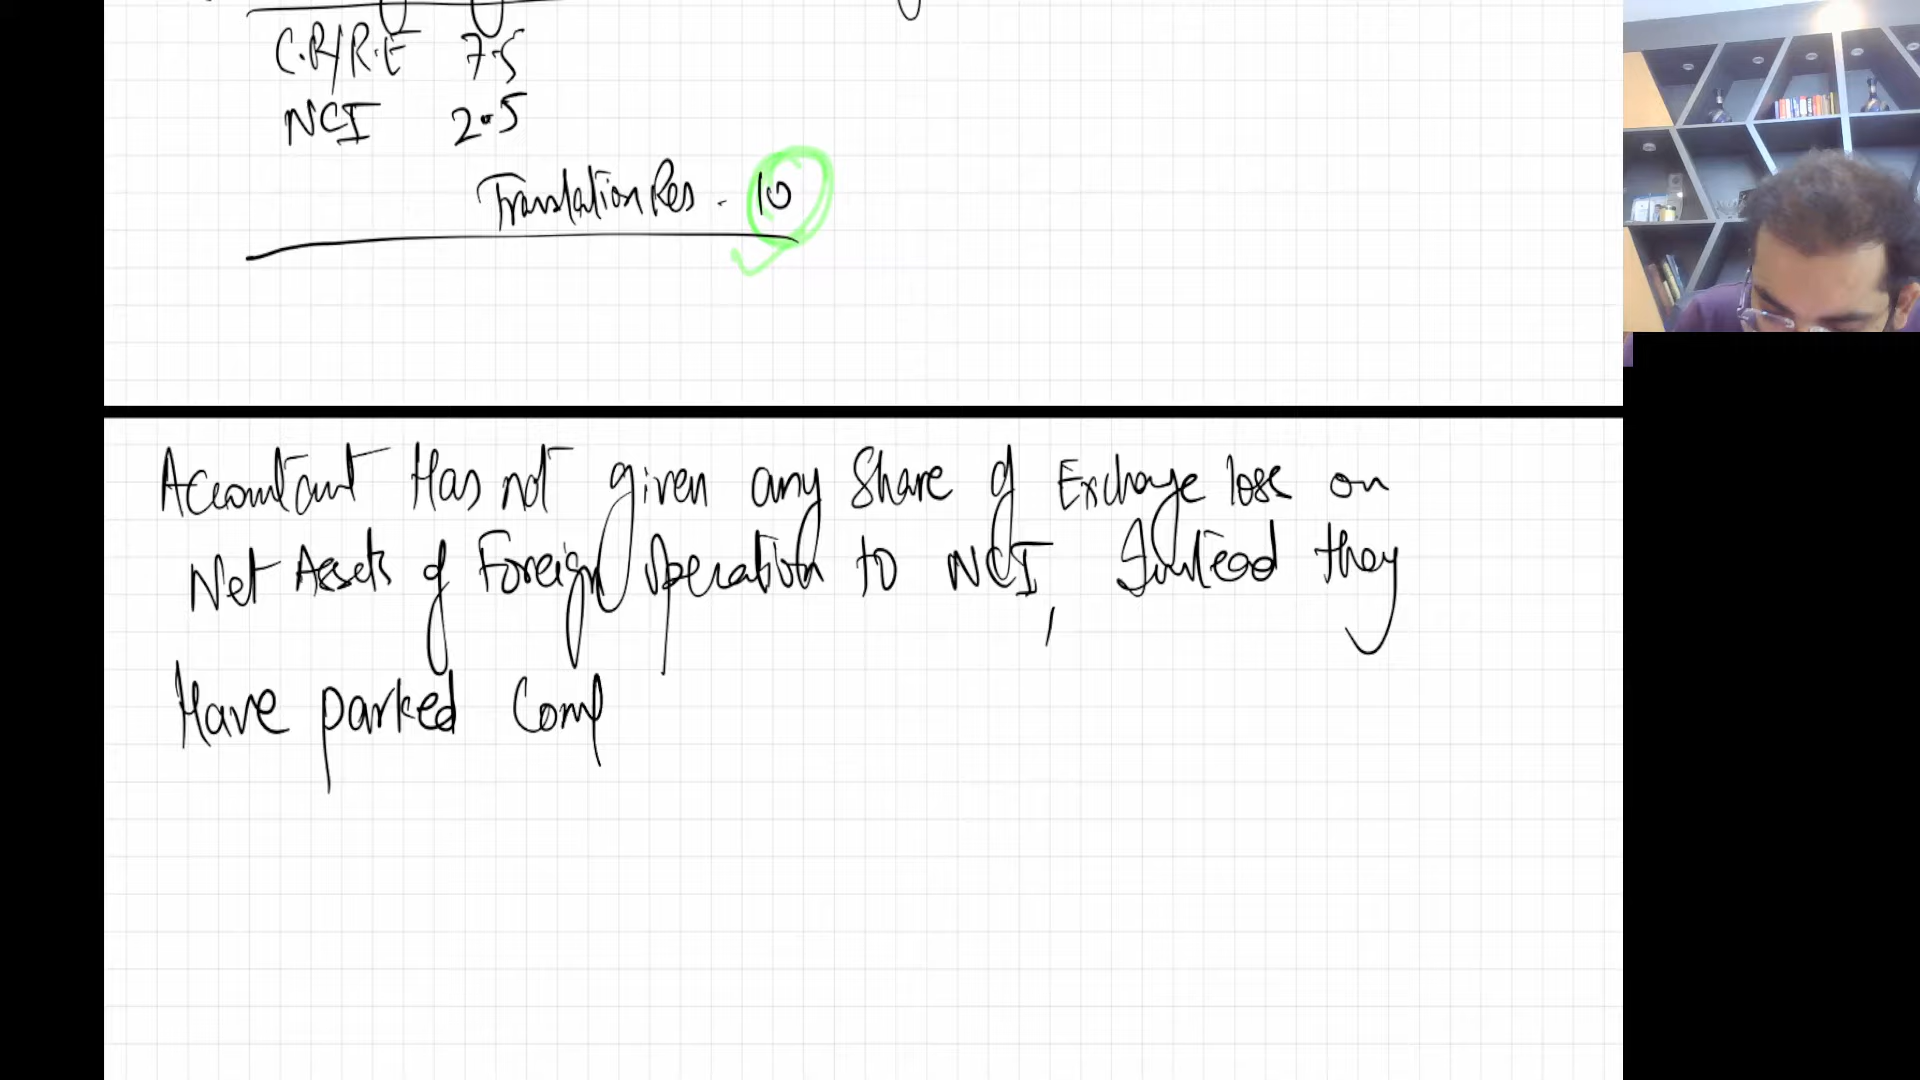 C.P/R.E 7.5
NCI 2.5
Translation Res. 10
Accountant Has not given any Share of Exchange loss on
Net Assets of Foreign Operation to NCI, Instead they
Have parked Comp